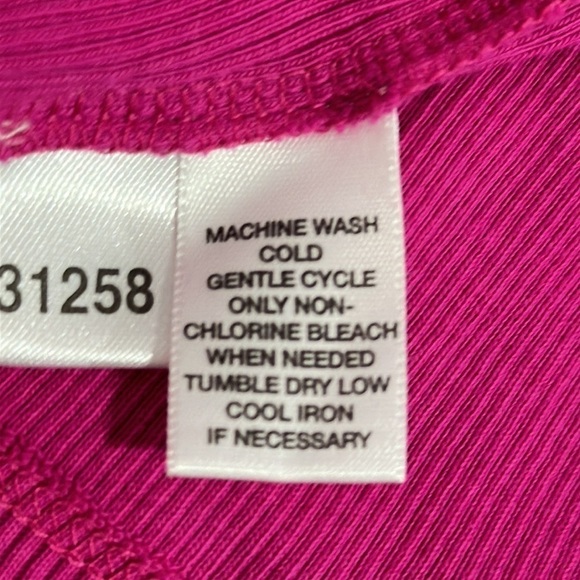 31258
MACHINE WASH
COLD
GENTLE CYCLE
ONLY NON-
CHLORINE BLEACH
WHEN NEEDED
TUMBLE DRY LOW
COOL IRON
IF NECESSARY